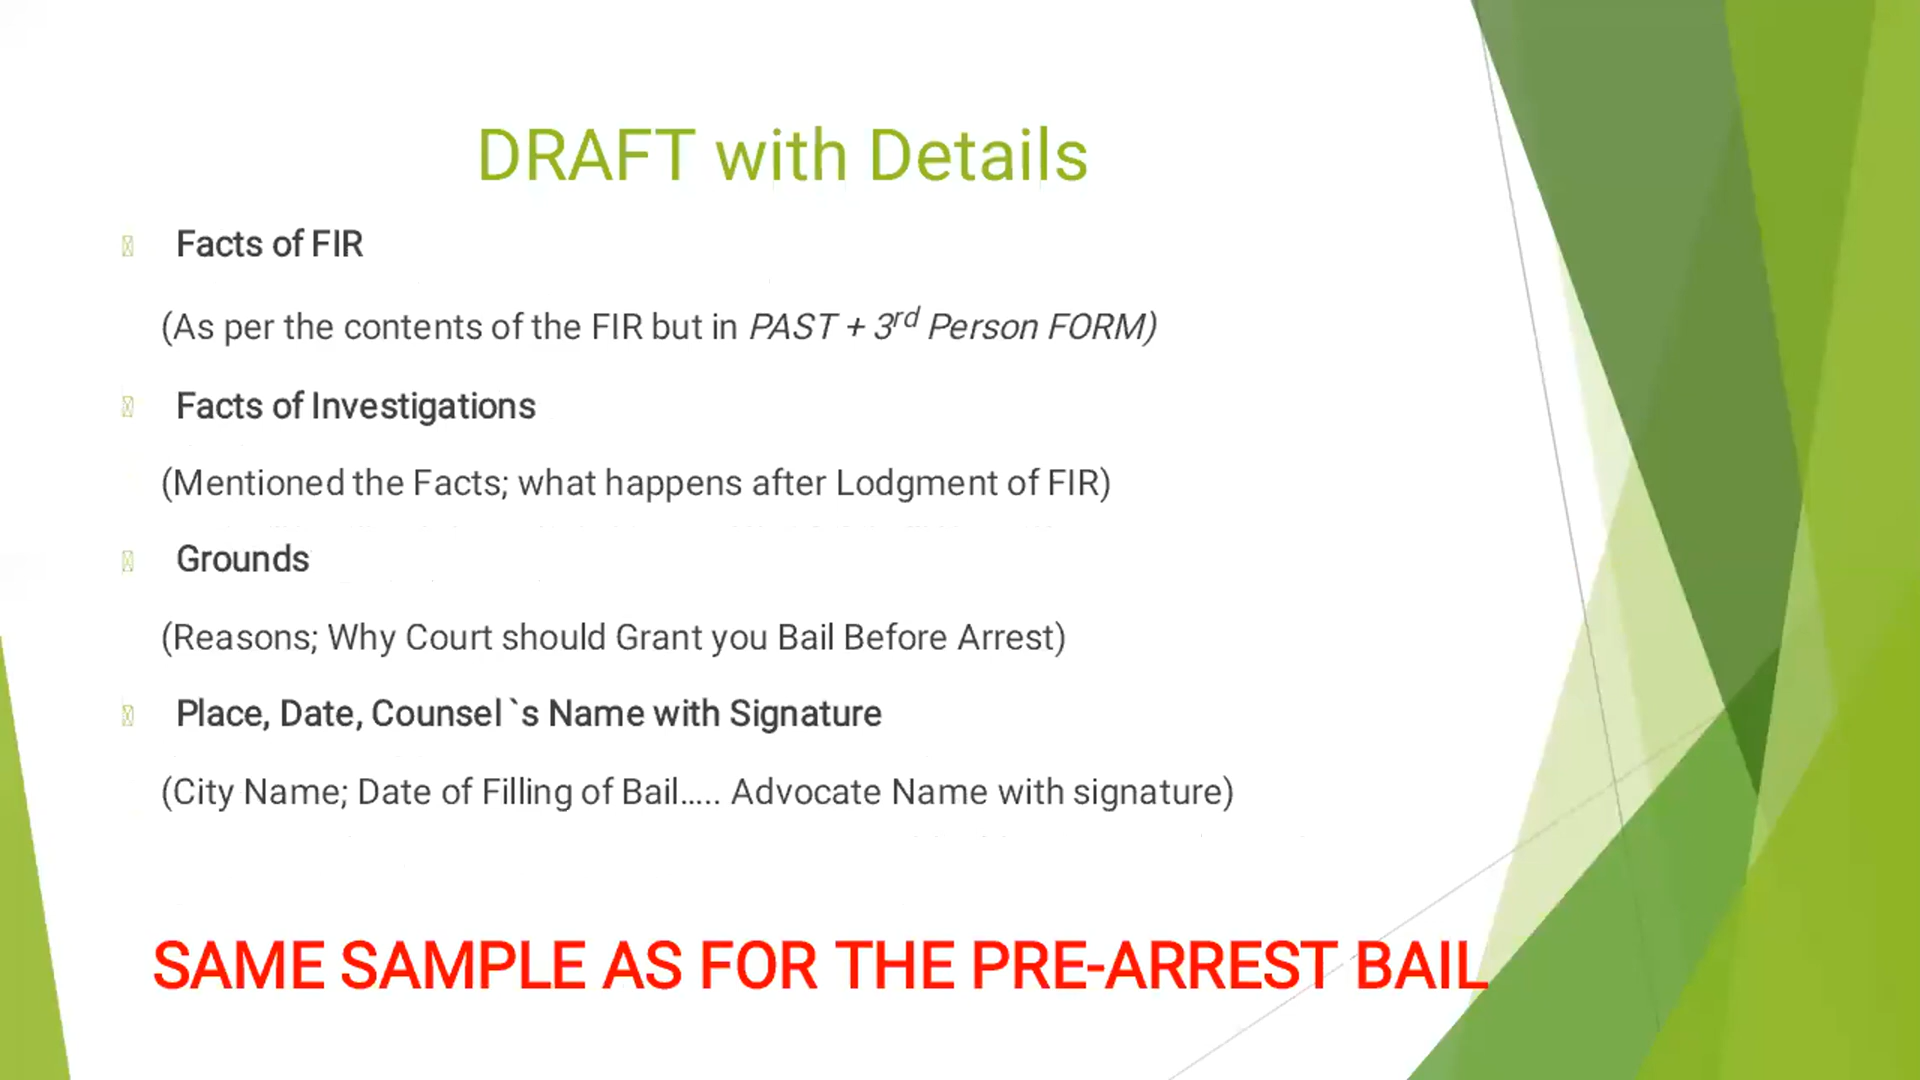 DRAFT with Details
Facts of FIR
(As per the contents of the FIR but in PAST + 3rd Person FORM)
Facts of Investigations
(Mentioned the Facts; what happens after Lodgment of FIR)
Grounds
(Reasons; Why Court should Grant you Bail Before Arrest)
Place, Date, Counsel `s Name with Signature
(City Name; Date of Filling of Bail..... Advocate Name with signature)
SAME SAMPLE AS FOR THE PRE-ARREST BAIL